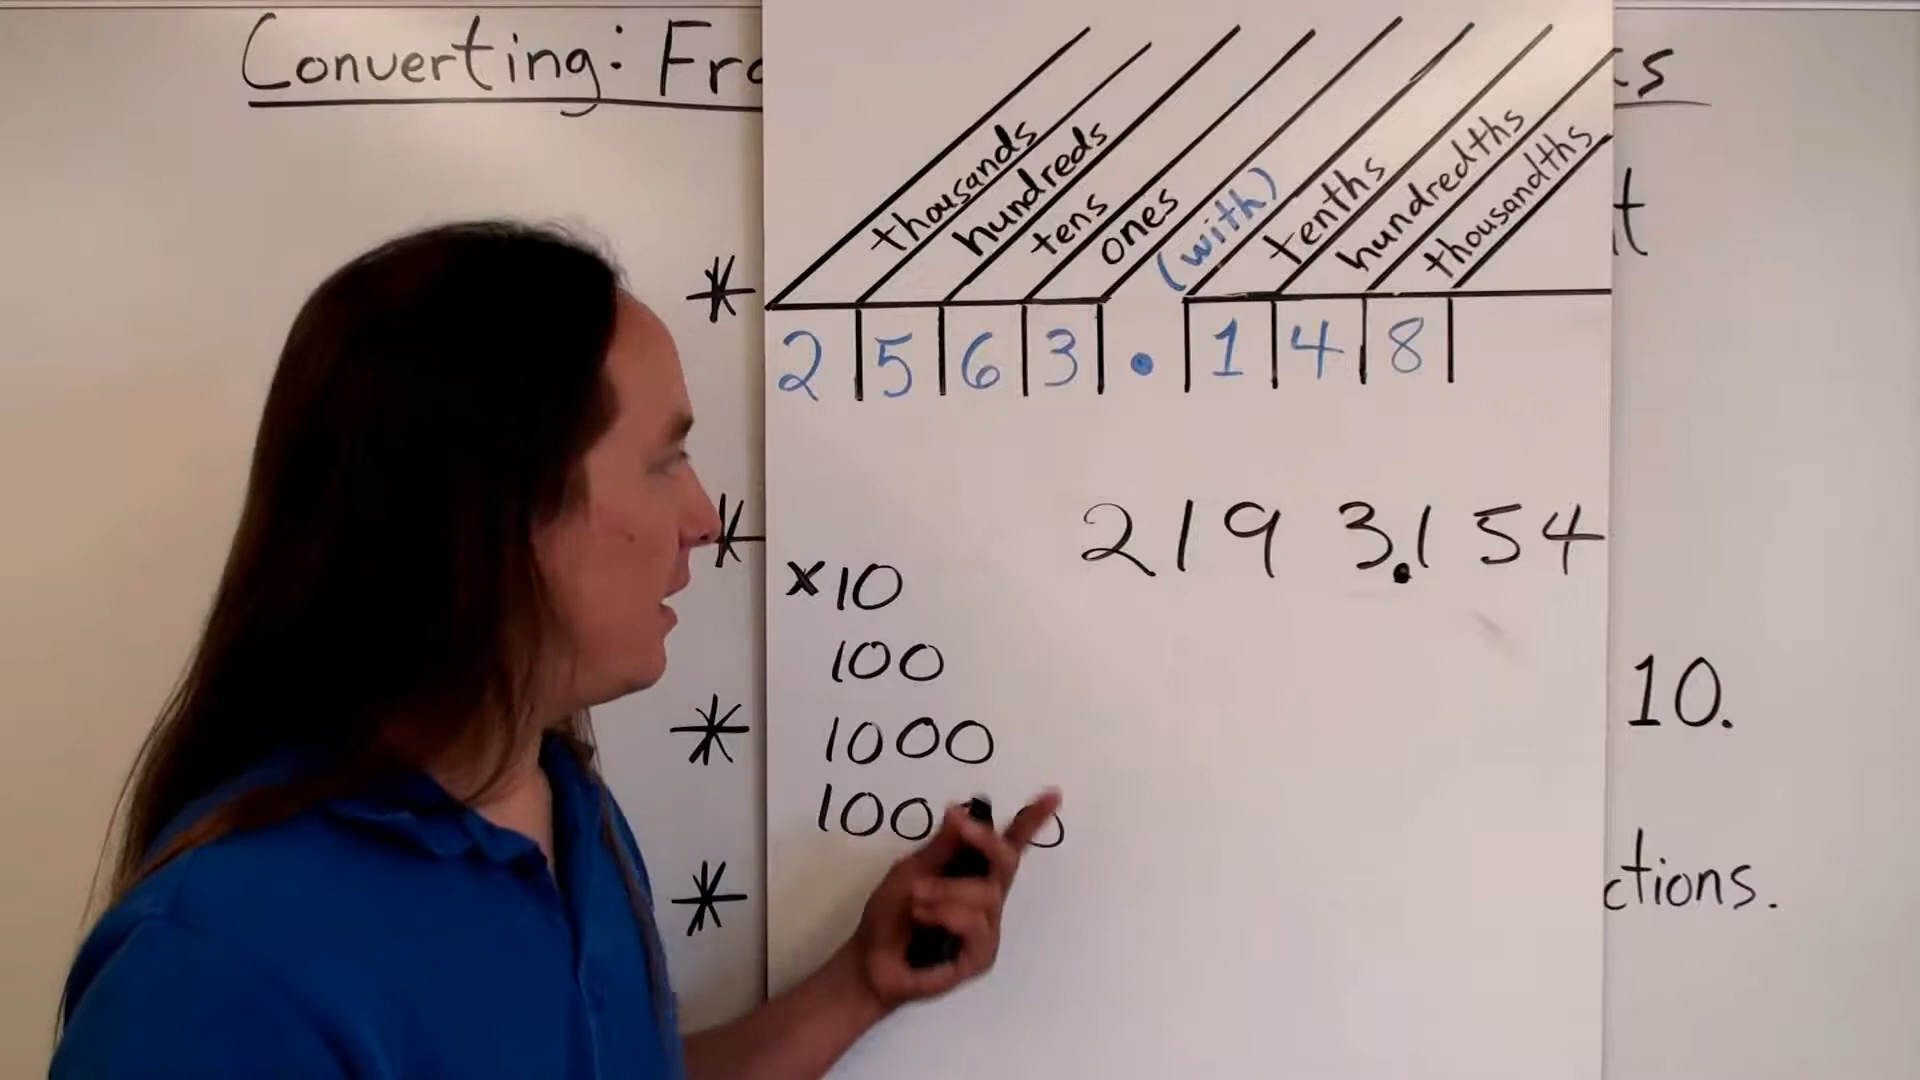 Converting: Fra s
thousands hundreds tens ones (with) tenths hundredths thousandths
t
* 
2 5 6 3 . 1 4 8
*
2193.154
×10
100
1000
* 10.
100
* ctions.